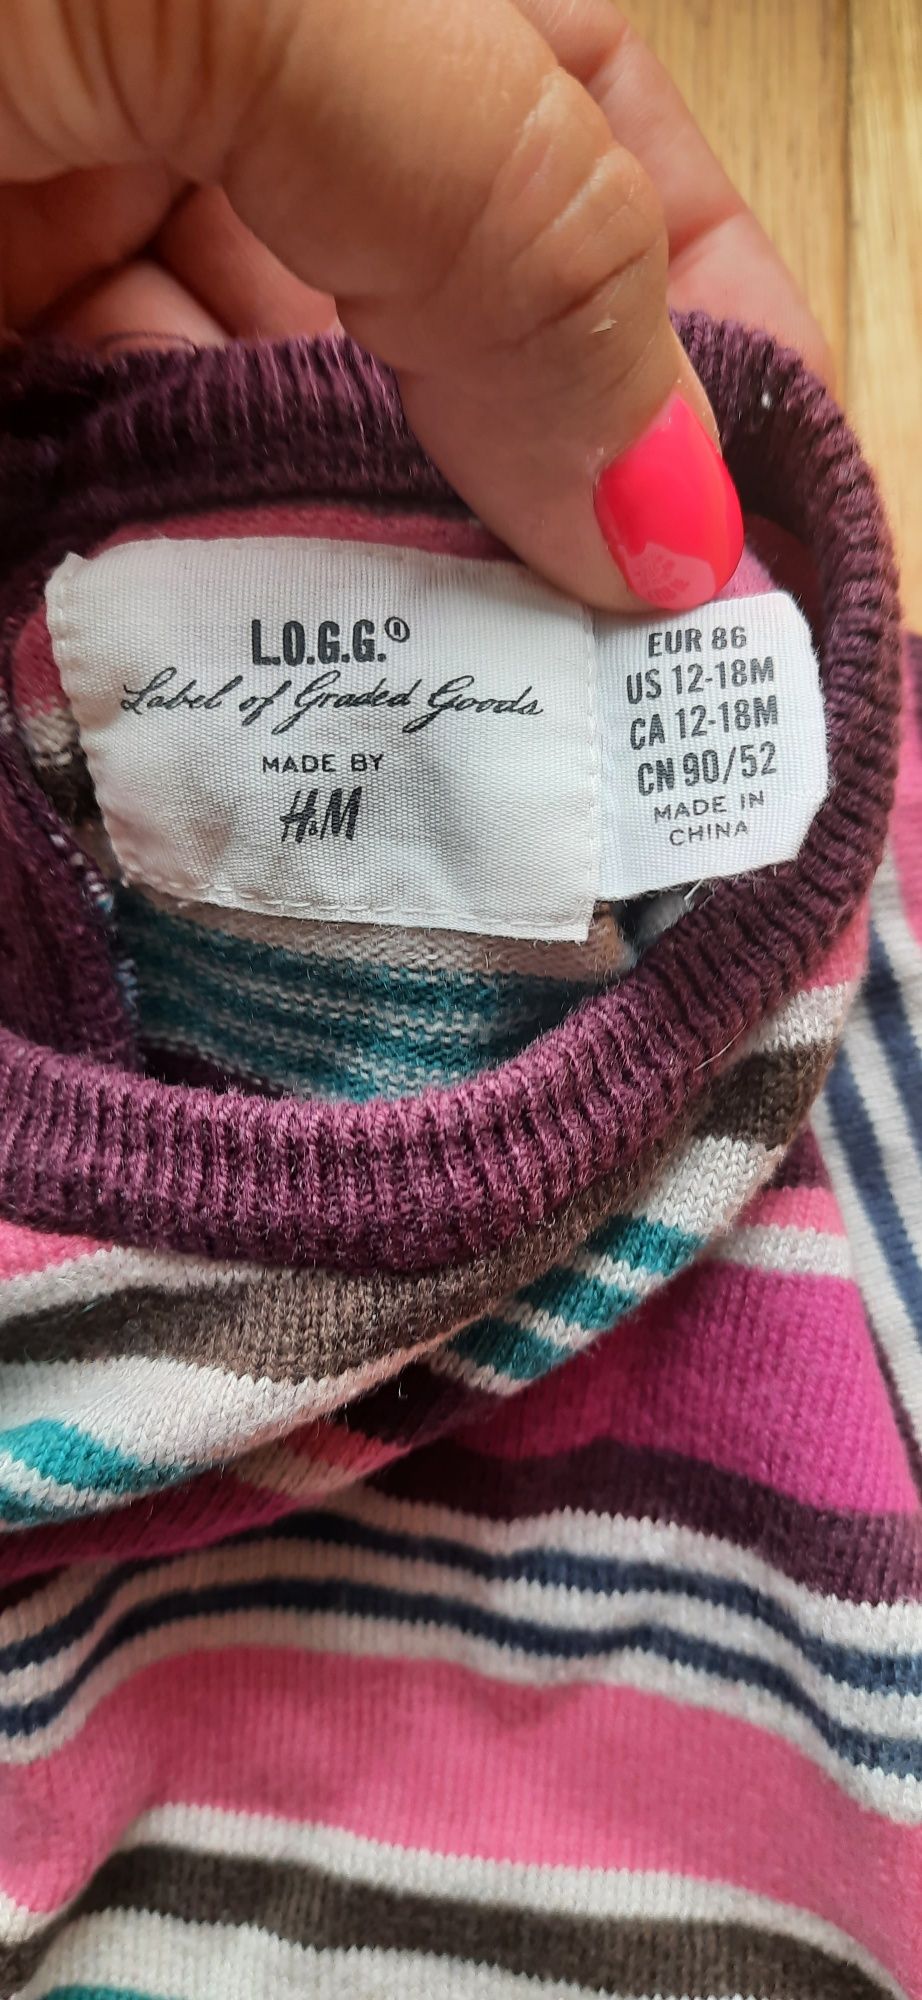 L.O.G.G.®
Label of Graded Goods
MADE BY
H&M
EUR 86
US 12-18M
CA 12-18M
CN 90/52
MADE IN
CHINA